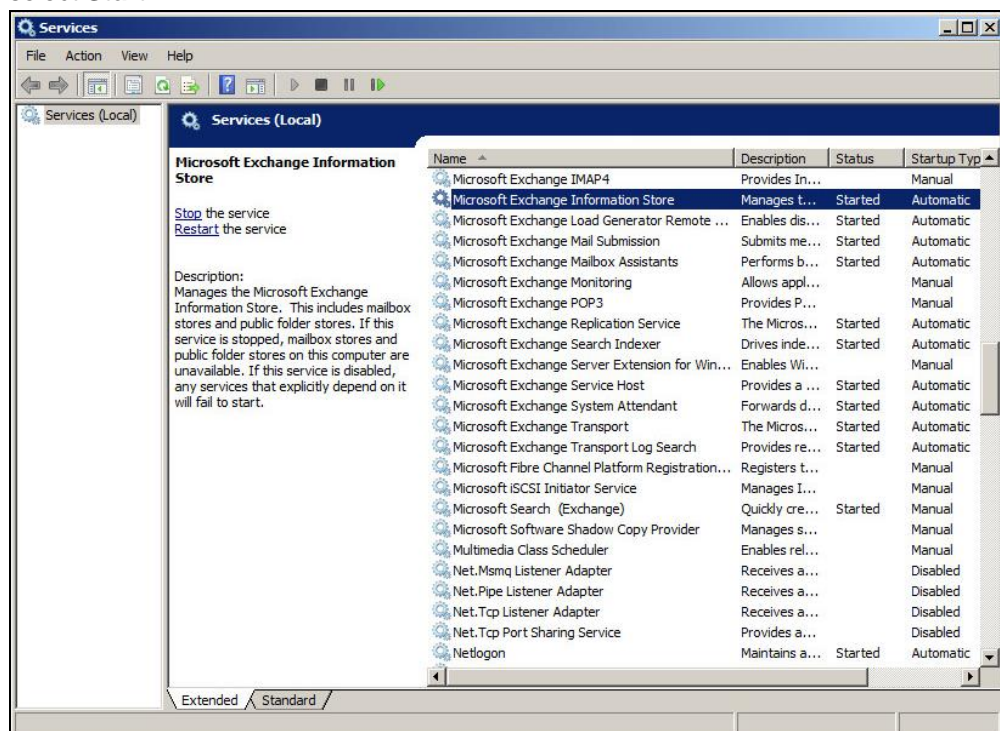 Services
File Action View Help
Services (Local)
Services (Local)
Microsoft Exchange Information
Store
Stop the service
Restart the service
Description:
Manages the Microsoft Exchange
Information Store. This includes mailbox
stores and public folder stores. If this
service is stopped, mailbox stores and
public folder stores on this computer are
unavailable. If this service is disabled,
any services that explicitly depend on it
will fail to start.
Name Description Status Startup Typ
Microsoft Exchange IMAP4 Provides In... Manual
Microsoft Exchange Information Store Manages t... Started Automatic
Microsoft Exchange Load Generator Remote ... Enables dis... Started Automatic
Microsoft Exchange Mail Submission Submits me... Started Automatic
Microsoft Exchange Mailbox Assistants Performs b... Started Automatic
Microsoft Exchange Monitoring Allows appl... Manual
Microsoft Exchange POP3 Provides P... Manual
Microsoft Exchange Replication Service The Micros... Started Automatic
Microsoft Exchange Search Indexer Drives inde... Started Automatic
Microsoft Exchange Server Extension for Win... Enables Wi... Manual
Microsoft Exchange Service Host Provides a ... Started Automatic
Microsoft Exchange System Attendant Forwards d... Started Automatic
Microsoft Exchange Transport The Micros... Started Automatic
Microsoft Exchange Transport Log Search Provides re... Started Automatic
Microsoft Fibre Channel Platform Registration... Registers t... Manual
Microsoft iSCSI Initiator Service Manages I... Manual
Microsoft Search (Exchange) Quickly cre... Started Manual
Microsoft Software Shadow Copy Provider Manages s... Manual
Multimedia Class Scheduler Enables rel... Manual
Net.Msmq Listener Adapter Receives a... Disabled
Net.Pipe Listener Adapter Receives a... Disabled
Net.Tcp Listener Adapter Receives a... Disabled
Net.Tcp Port Sharing Service Provides a... Disabled
Netlogon Maintains a... Started Automatic
Extended Standard